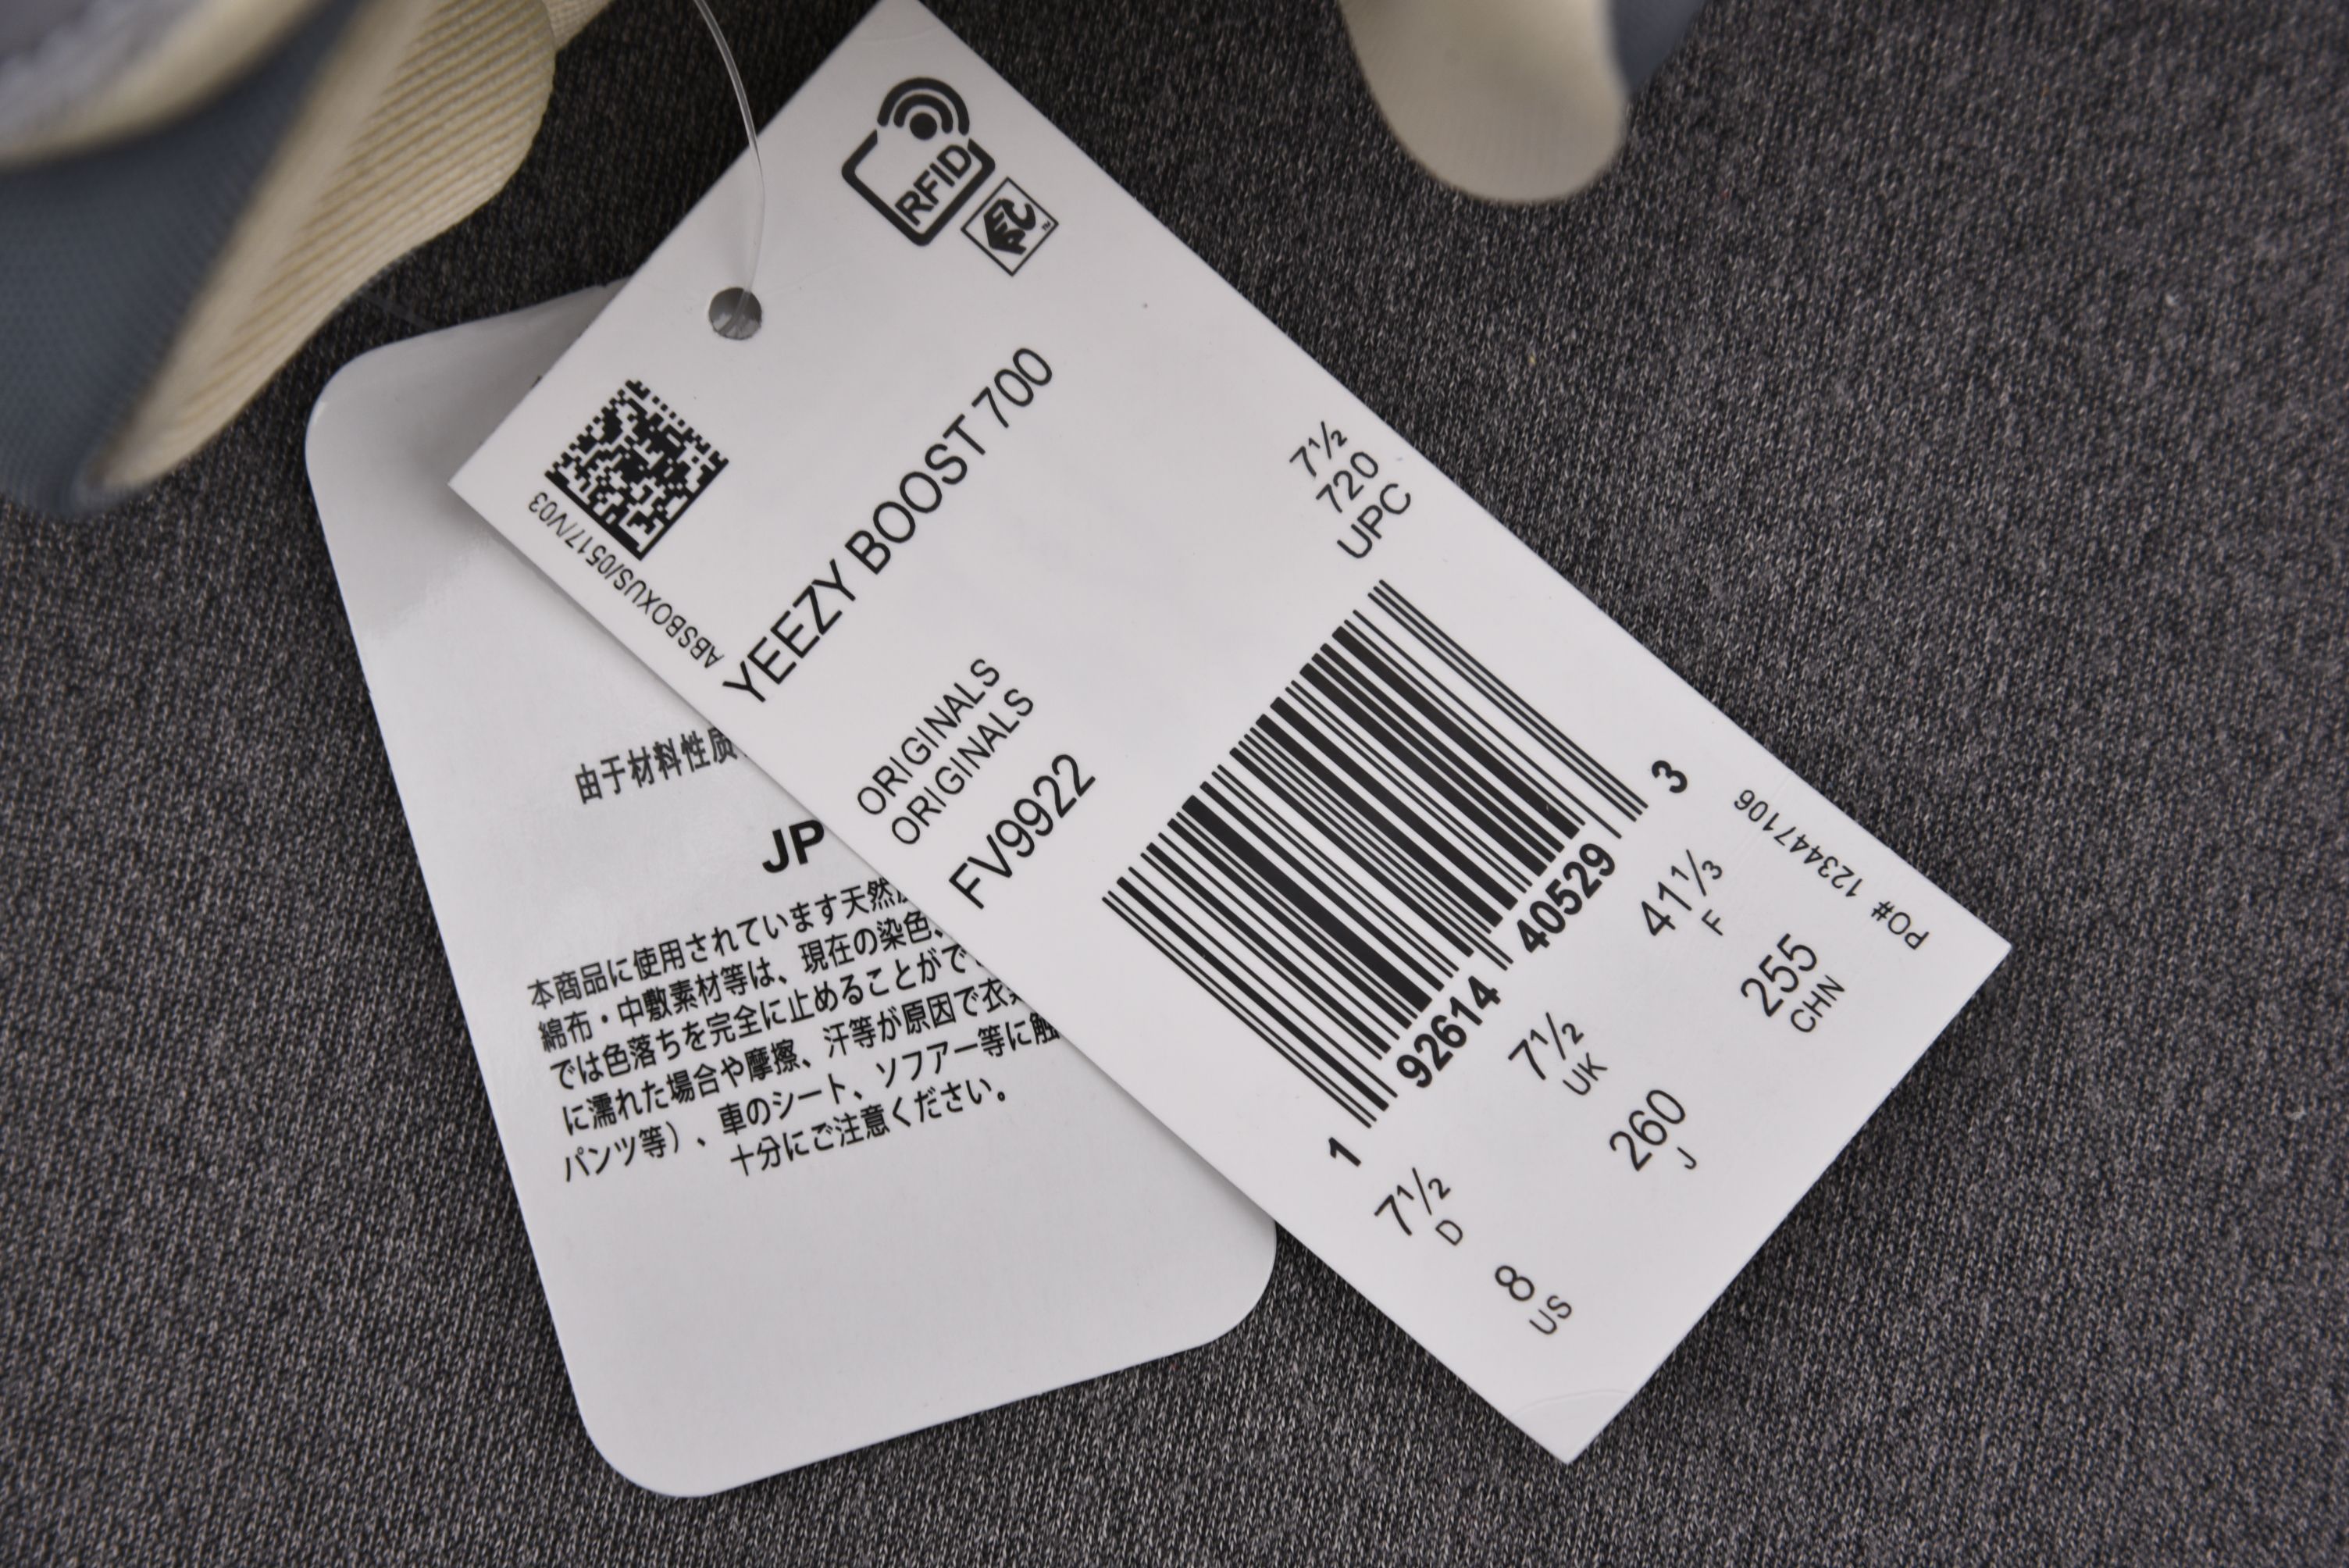 RFID
EPC
ABSBOXUS/0517/V03
YEEZY BOOST 700
ORIGINALS
ORIGINALS
FV9922
7½
720
UPC
1 92614 40529 3
7½
D
7½
UK
41⅓
F
8
US
260
J
255
CHN
PO# 123447106
由于材料性质
JP
本商品に使用されています天然
綿布・中敷素材等は、現在の染色、
では色落ちを完全に止めることがで
に濡れた場合や摩擦、汗等が原因で衣
パンツ等）、車のシート、ソフアー等に触
十分にご注意ください。